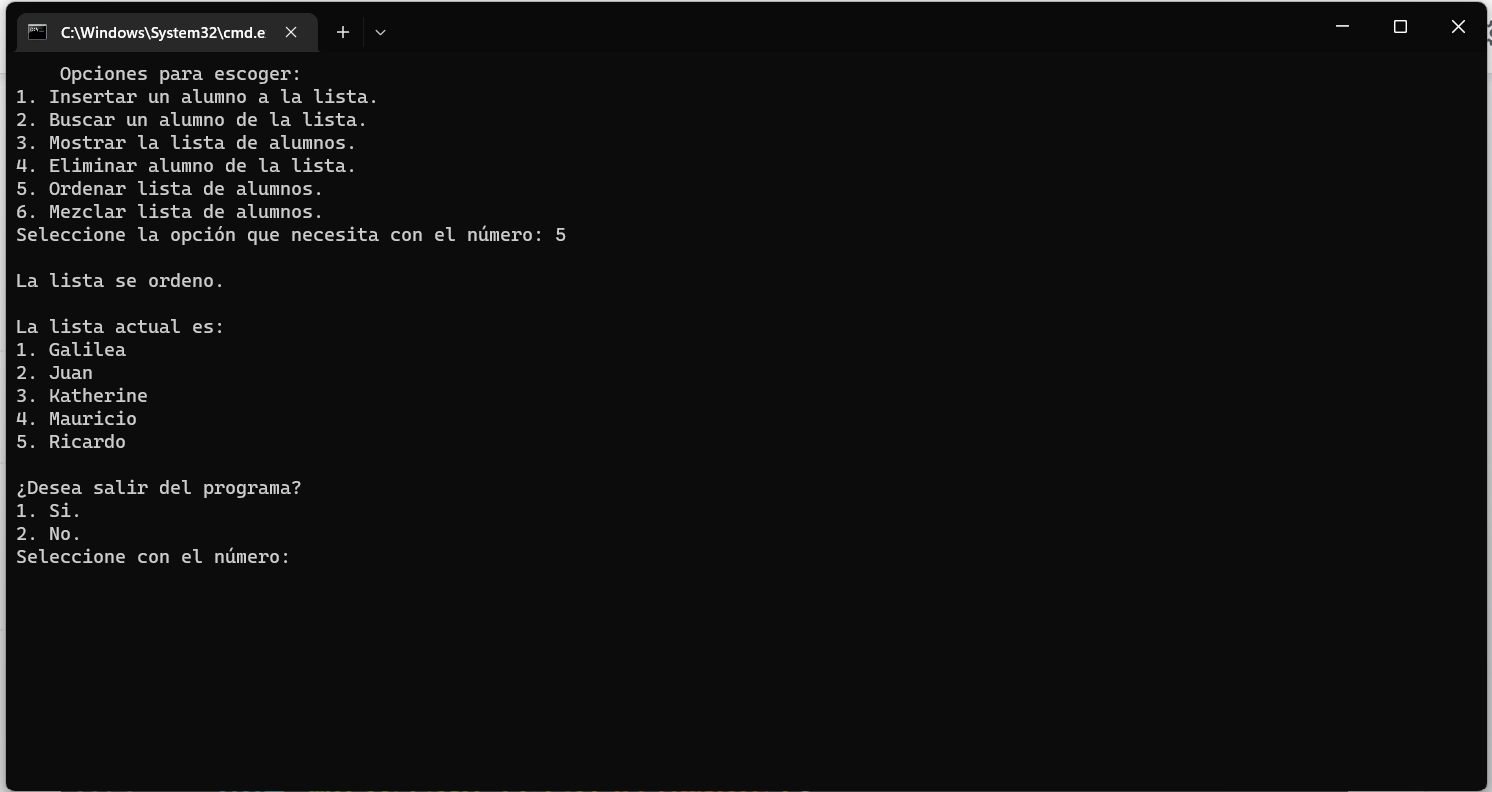 C:\Windows\System32\cmd.e
Opciones para escoger:
1. Insertar un alumno a la lista.
2. Buscar un alumno de la lista.
3. Mostrar la lista de alumnos.
4. Eliminar alumno de la lista.
5. Ordenar lista de alumnos.
6. Mezclar lista de alumnos.
Seleccione la opción que necesita con el número: 5
La lista se ordeno.
La lista actual es:
1. Galilea
2. Juan
3. Katherine
4. Mauricio
5. Ricardo
¿Desea salir del programa?
1. Si.
2. No.
Seleccione con el número: